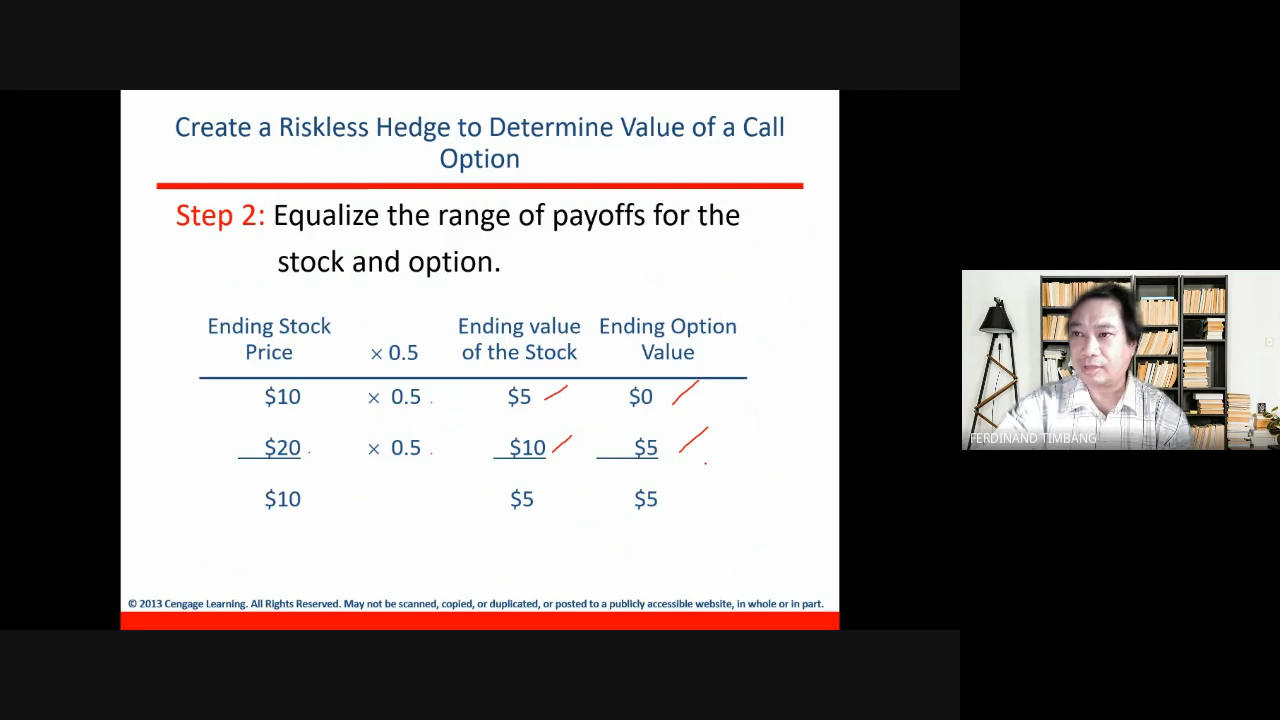 Create a Riskless Hedge to Determine Value of a Call
Option
Step 2: Equalize the range of payoffs for the
stock and option.
Ending Stock Price × 0.5 Ending value of the Stock Ending Option Value
$10 × 0.5 $5 $0
$20 × 0.5 $10 $5
$10 $5 $5
© 2013 Cengage Learning. All Rights Reserved. May not be scanned, copied, or duplicated, or posted to a publicly accessible website, in whole or in part.
FERDINAND TIMBANG